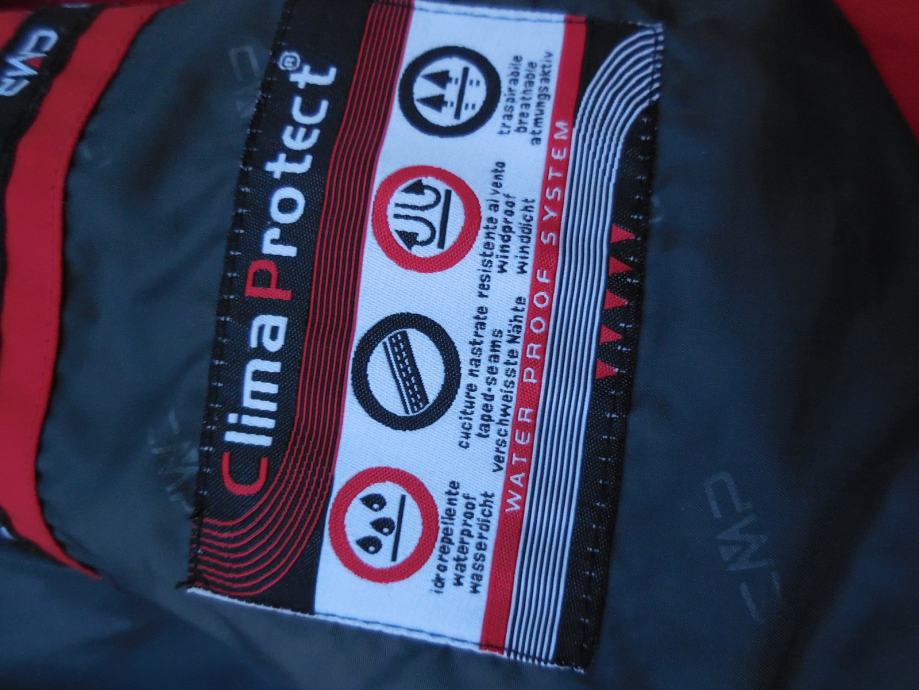 CMP
ClimaProtect®
idrorepellente
waterproof
wasserdicht
cuciture nastrate
taped-seams
verschweisste Nähte
resistente al vento
windproof
winddicht
traspirabile
breathable
atmungsaktiv
WATER PROOF SYSTEM
CMP